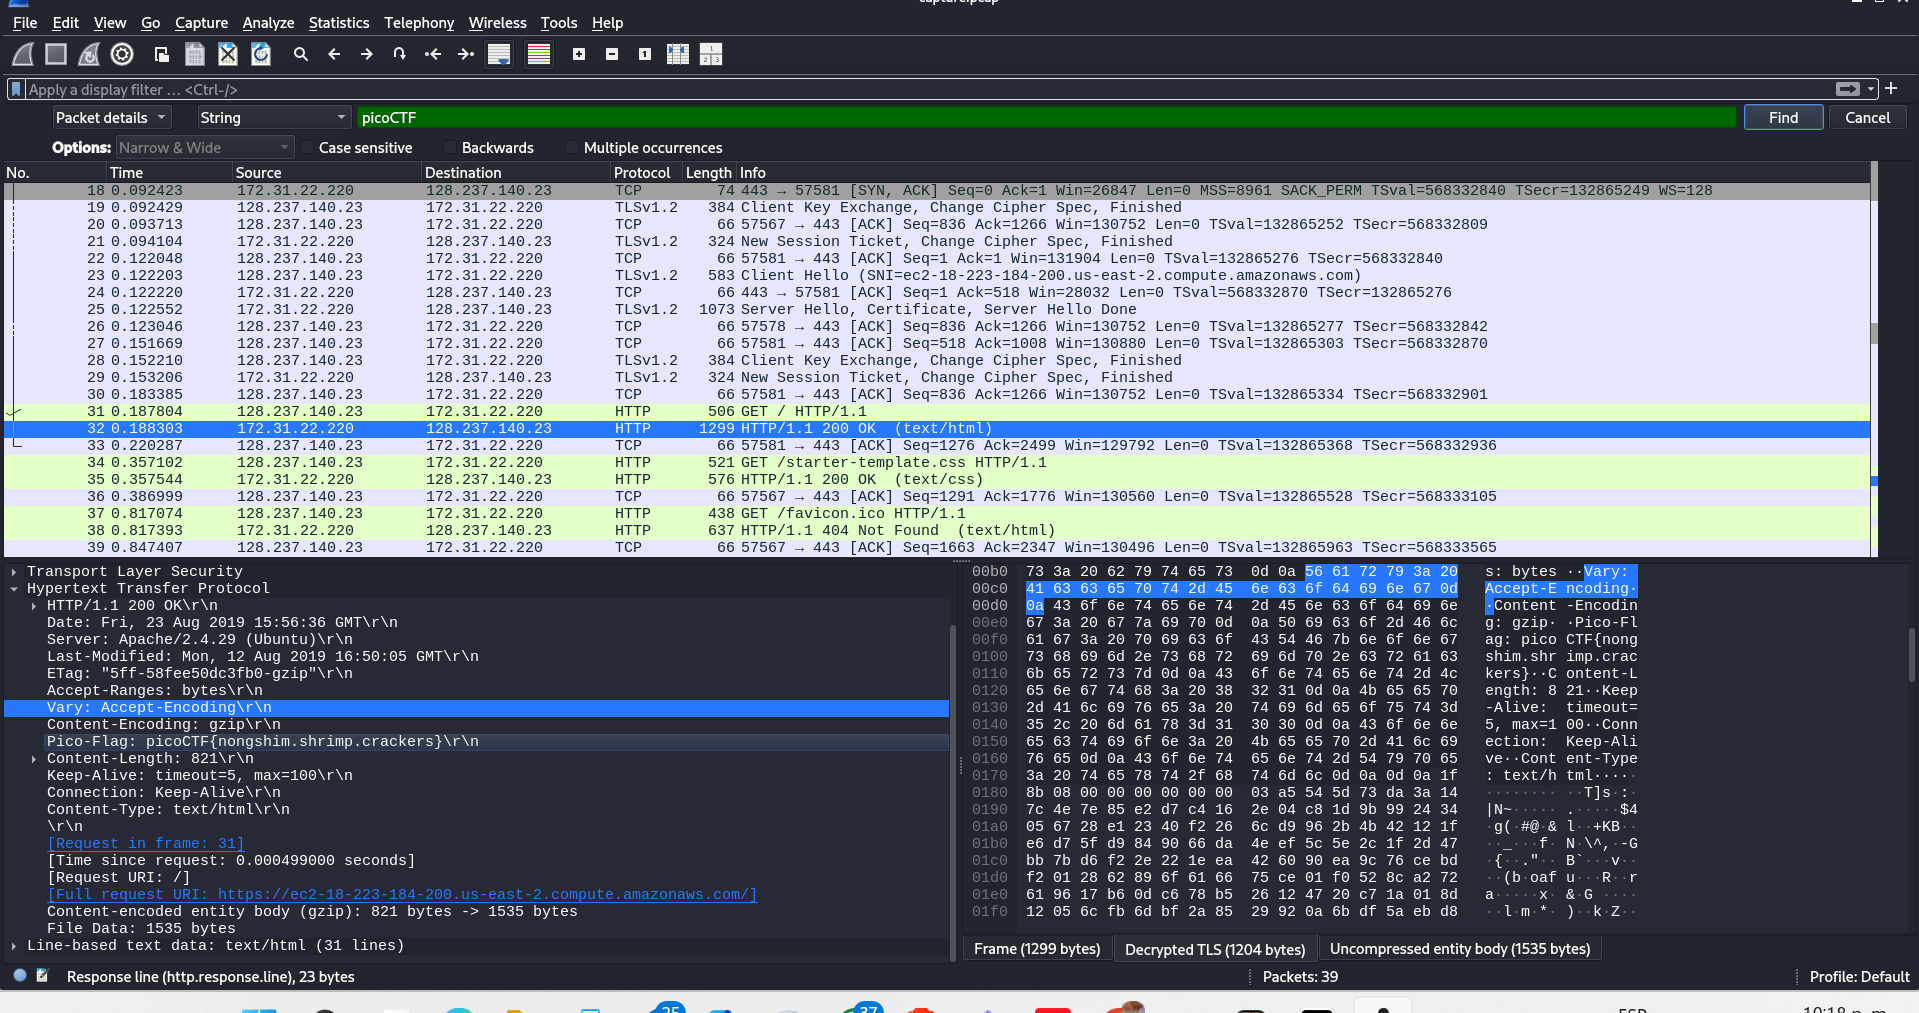 File Edit View Go Capture Analyze Statistics Telephony Wireless Tools Help
Apply a display filter … <Ctrl-/>
Packet details String picoCTF Find Cancel
Options: Narrow & Wide Case sensitive Backwards Multiple occurrences
No. Time Source Destination Protocol Length Info
18 0.092423 172.31.22.220 128.237.140.23 TCP 74 443 → 57581 [SYN, ACK] Seq=0 Ack=1 Win=26847 Len=0 MSS=8961 SACK_PERM TSval=568332840 TSecr=132865249 WS=128
19 0.092429 128.237.140.23 172.31.22.220 TLSv1.2 384 Client Key Exchange, Change Cipher Spec, Finished
20 0.093713 128.237.140.23 172.31.22.220 TCP 66 57567 → 443 [ACK] Seq=836 Ack=1266 Win=130752 Len=0 TSval=132865252 TSecr=568332809
21 0.094104 172.31.22.220 128.237.140.23 TLSv1.2 324 New Session Ticket, Change Cipher Spec, Finished
22 0.122048 128.237.140.23 172.31.22.220 TCP 66 57581 → 443 [ACK] Seq=1 Ack=1 Win=131904 Len=0 TSval=132865276 TSecr=568332840
23 0.122203 128.237.140.23 172.31.22.220 TLSv1.2 583 Client Hello (SNI=ec2-18-223-184-200.us-east-2.compute.amazonaws.com)
24 0.122220 172.31.22.220 128.237.140.23 TCP 66 443 → 57581 [ACK] Seq=1 Ack=518 Win=28032 Len=0 TSval=568332870 TSecr=132865276
25 0.122552 172.31.22.220 128.237.140.23 TLSv1.2 1073 Server Hello, Certificate, Server Hello Done
26 0.123046 128.237.140.23 172.31.22.220 TCP 66 57578 → 443 [ACK] Seq=836 Ack=1266 Win=130752 Len=0 TSval=132865277 TSecr=568332842
27 0.151669 128.237.140.23 172.31.22.220 TCP 66 57581 → 443 [ACK] Seq=518 Ack=1008 Win=130880 Len=0 TSval=132865303 TSecr=568332870
28 0.152210 128.237.140.23 172.31.22.220 TLSv1.2 384 Client Key Exchange, Change Cipher Spec, Finished
29 0.153206 172.31.22.220 128.237.140.23 TLSv1.2 324 New Session Ticket, Change Cipher Spec, Finished
30 0.183385 128.237.140.23 172.31.22.220 TCP 66 57581 → 443 [ACK] Seq=836 Ack=1266 Win=130752 Len=0 TSval=132865334 TSecr=568332901
31 0.187804 128.237.140.23 172.31.22.220 HTTP 506 GET / HTTP/1.1
32 0.188303 172.31.22.220 128.237.140.23 HTTP 1299 HTTP/1.1 200 OK (text/html)
33 0.220287 128.237.140.23 172.31.22.220 TCP 66 57581 → 443 [ACK] Seq=1276 Ack=2499 Win=129792 Len=0 TSval=132865368 TSecr=568332936
34 0.357102 128.237.140.23 172.31.22.220 HTTP 521 GET /starter-template.css HTTP/1.1
35 0.357544 172.31.22.220 128.237.140.23 HTTP 576 HTTP/1.1 200 OK (text/css)
36 0.386999 128.237.140.23 172.31.22.220 TCP 66 57567 → 443 [ACK] Seq=1291 Ack=1776 Win=130560 Len=0 TSval=132865528 TSecr=568333105
37 0.817074 128.237.140.23 172.31.22.220 HTTP 438 GET /favicon.ico HTTP/1.1
38 0.817393 172.31.22.220 128.237.140.23 HTTP 637 HTTP/1.1 404 Not Found (text/html)
39 0.847407 128.237.140.23 172.31.22.220 TCP 66 57567 → 443 [ACK] Seq=1663 Ack=2347 Win=130496 Len=0 TSval=132865963 TSecr=568333565
Transport Layer Security
Hypertext Transfer Protocol
HTTP/1.1 200 OK\r\n
Date: Fri, 23 Aug 2019 15:56:36 GMT\r\n
Server: Apache/2.4.29 (Ubuntu)\r\n
Last-Modified: Mon, 12 Aug 2019 16:50:05 GMT\r\n
ETag: "5ff-58fee50dc3fb0-gzip"\r\n
Accept-Ranges: bytes\r\n
Vary: Accept-Encoding\r\n
Content-Encoding: gzip\r\n
Pico-Flag: picoCTF{nongshim.shrimp.crackers}\r\n
Content-Length: 821\r\n
Keep-Alive: timeout=5, max=100\r\n
Connection: Keep-Alive\r\n
Content-Type: text/html\r\n
\r\n
[Request in frame: 31]
[Time since request: 0.000499000 seconds]
[Request URI: /]
[Full request URI: https://ec2-18-223-184-200.us-east-2.compute.amazonaws.com/]
Content-encoded entity body (gzip): 821 bytes -> 1535 bytes
File Data: 1535 bytes
Line-based text data: text/html (31 lines)
00b0 73 3a 20 62 79 74 65 73 0d 0a 56 61 72 79 3a 20 s: bytes ··Vary:
00c0 41 63 63 65 70 74 2d 45 6e 63 6f 64 69 6e 67 0d Accept-E ncoding·
00d0 0a 43 6f 6e 74 65 6e 74 2d 45 6e 63 6f 64 69 6e ·Content -Encodin
00e0 67 3a 20 67 7a 69 70 0d 0a 50 69 63 6f 2d 46 6c g: gzip· ·Pico-Fl
00f0 61 67 3a 20 70 69 63 6f 43 54 46 7b 6e 6f 6e 67 ag: pico CTF{nong
0100 73 68 69 6d 2e 73 68 72 69 6d 70 2e 63 72 61 63 shim.shr imp.crac
0110 6b 65 72 73 7d 0d 0a 43 6f 6e 74 65 6e 74 2d 4c kers}··C ontent-L
0120 65 6e 67 74 68 3a 20 38 32 31 0d 0a 4b 65 65 70 ength: 8 21··Keep
0130 2d 41 6c 69 76 65 3a 20 74 69 6d 65 6f 75 74 3d -Alive: timeout=
0140 35 2c 20 6d 61 78 3d 31 30 30 0d 0a 43 6f 6e 6e 5, max=1 00··Conn
0150 65 63 74 69 6f 6e 3a 20 4b 65 65 70 2d 41 6c 69 ection: Keep-Ali
0160 76 65 0d 0a 43 6f 6e 74 65 6e 74 2d 54 79 70 65 ve··Cont ent-Type
0170 3a 20 74 65 78 74 2f 68 74 6d 6c 0d 0a 0d 0a 1f : text/h tml·····
0180 8b 08 00 00 00 00 00 00 03 a5 54 5d 73 da 3a 14 ········ ··T]s·:·
0190 7c 4e 7e 85 e2 d7 c4 16 2e 04 c8 1d 9b 99 24 34 |N~····· .·····$4
01a0 05 67 28 e1 23 40 f2 26 6c d9 96 2b 4b 42 12 1f ·g(·#@·& l··+KB··
01b0 e6 d7 5f d9 84 90 66 da 4e ef 5c 5e 2c 1f 2d 47 ··_···f· N·\^,·-G
01c0 bb 7b d6 f2 2e 22 1e ea 42 60 90 ea 9c 76 ce bd ·{··."·· B`···v··
01d0 f2 01 28 62 89 6f 61 66 75 ce 01 f0 52 8c a2 72 ··(b·oaf u···R··r
01e0 61 96 17 b6 0d c6 78 b5 26 12 47 20 c7 1a 01 8d a·····x· &·G ····
01f0 12 05 6c fb 6d bf 2a 85 29 92 0a 6b df 5a eb d8 ··l·m·*· )··k·Z··
Frame (1299 bytes) Decrypted TLS (1204 bytes) Uncompressed entity body (1535 bytes)
Response line (http.response.line), 23 bytes Packets: 39 Profile: Default